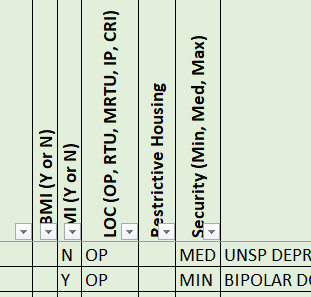 BMI (Y or N)
MI (Y or N)
LOC (OP, RTU, MRTU, IP, CRI)
Restrictive Housing
Security (Min, Med, Max)
N OP MED UNSP DEPR
Y OP MIN BIPOLAR